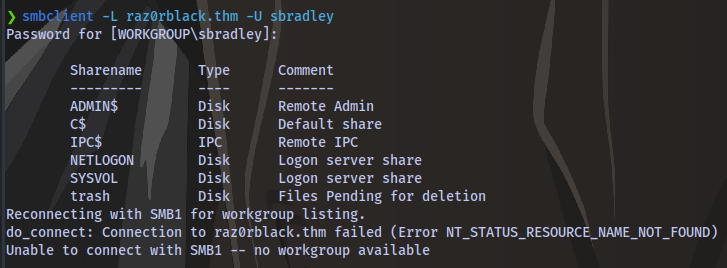 ❯ smbclient -L raz0rblack.thm -U sbradley
Password for [WORKGROUP\sbradley]:
Sharename Type Comment
--------- ---- -------
ADMIN$ Disk Remote Admin
C$ Disk Default share
IPC$ IPC Remote IPC
NETLOGON Disk Logon server share
SYSVOL Disk Logon server share
trash Disk Files Pending for deletion
Reconnecting with SMB1 for workgroup listing.
do_connect: Connection to raz0rblack.thm failed (Error NT_STATUS_RESOURCE_NAME_NOT_FOUND)
Unable to connect with SMB1 -- no workgroup available